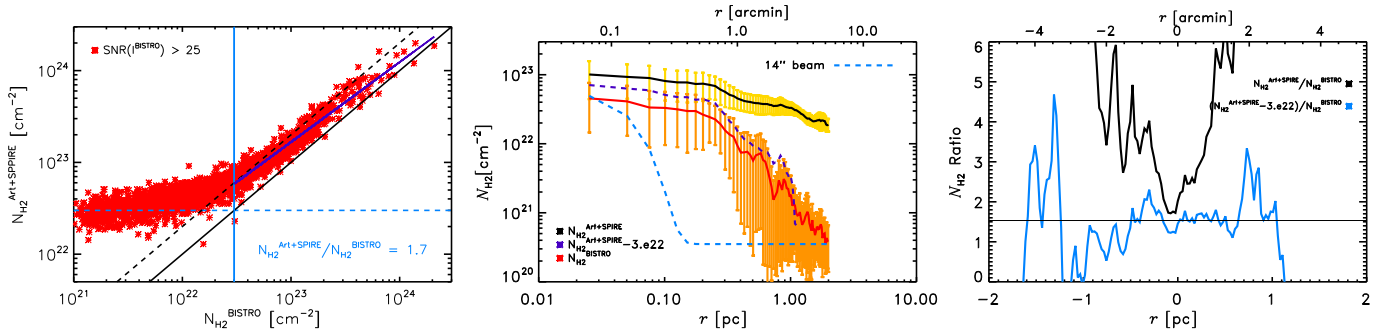 SNR(I^BISTRO) > 25
N_H2^Art+SPIRE/N_H2^BISTRO = 1.7
10^22
10^23
10^24
N_H2^Art+SPIRE [cm^-2]
10^21
10^22
10^23
10^24
N_H2^BISTRO [cm^-2]
r [arcmin]
0.1
1.0
10.0
14" beam
N_H2^Art+SPIRE
N_H2^Art+SPIRE-3.e22
N_H2^BISTRO
10^23
10^22
10^21
10^20
N_H2[cm^-2]
0.01
0.10
1.00
10.00
r [pc]
r [arcmin]
-4
-2
0
2
4
N_H2^Art+SPIRE/N_H2^BISTRO
(N_H2^Art+SPIRE-3.e22)/N_H2^BISTRO
6
5
4
3
2
1
0
N_H2 Ratio
-2
-1
0
1
2
r [pc]